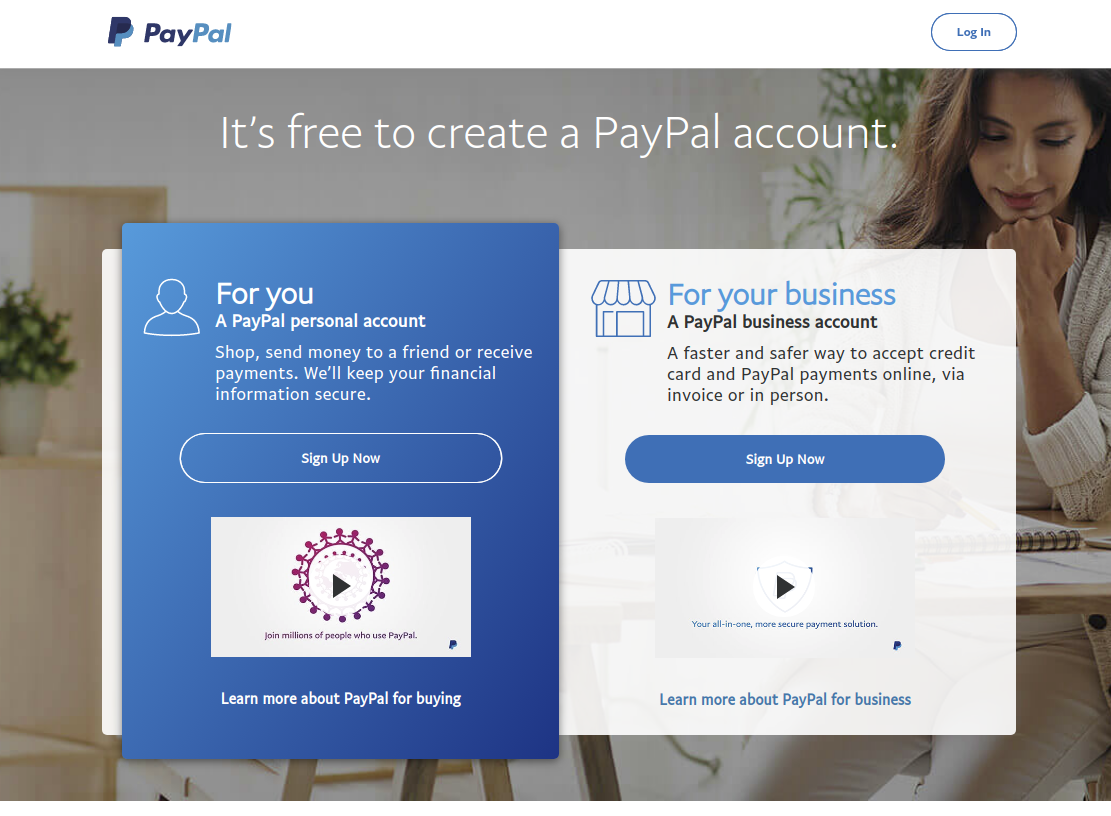 PayPal
Log In
It’s free to create a PayPal account.
For you
A PayPal personal account
Shop, send money to a friend or receive
payments. We’ll keep your financial
information secure.
Sign Up Now
Join millions of people who use PayPal.
Learn more about PayPal for buying
For your business
A PayPal business account
A faster and safer way to accept credit
card and PayPal payments online, via
invoice or in person.
Sign Up Now
Your all-in-one, more secure payment solution.
Learn more about PayPal for business